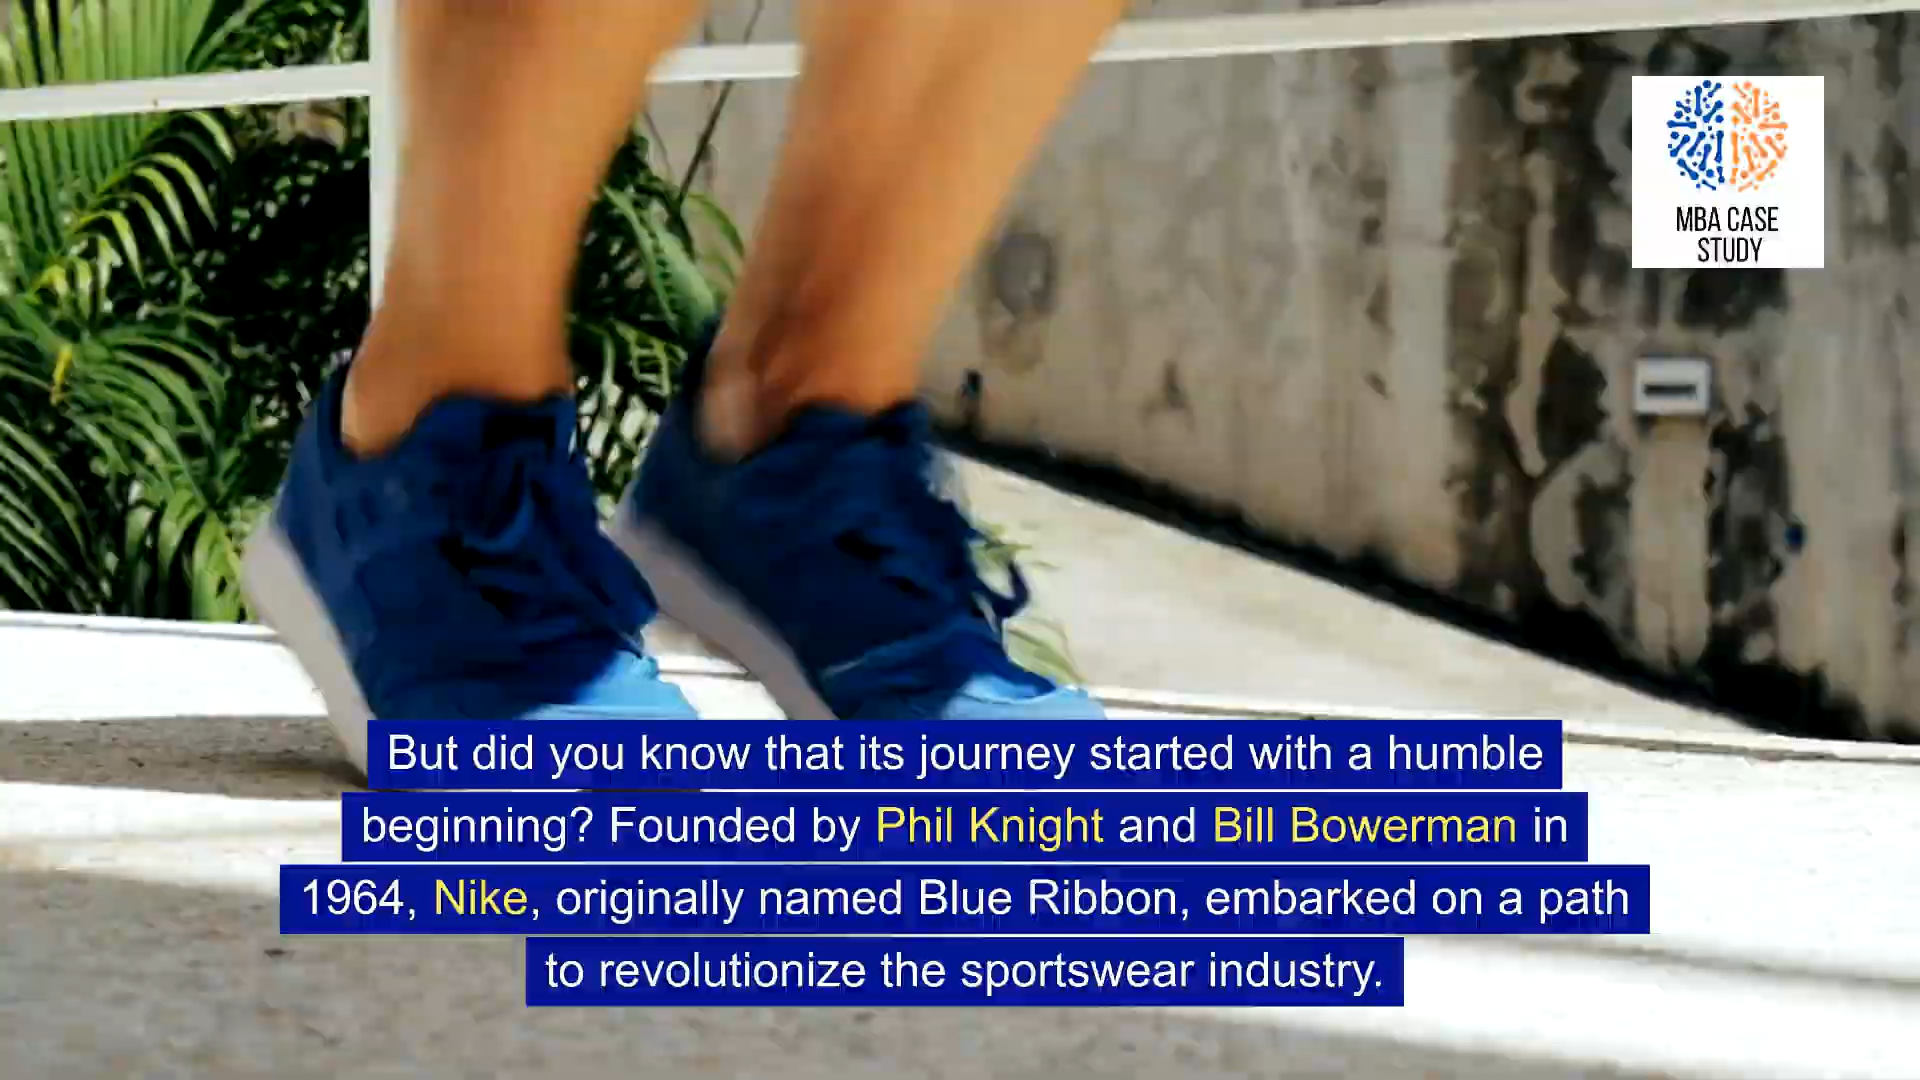 MBA CASE
STUDY
But did you know that its journey started with a humble
beginning? Founded by Phil Knight and Bill Bowerman in
1964, Nike, originally named Blue Ribbon, embarked on a path
to revolutionize the sportswear industry.